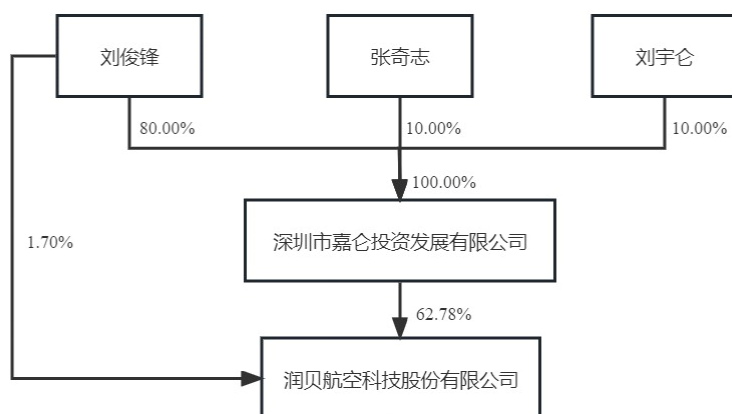 刘俊锋
张奇志
刘宇仑
80.00%
10.00%
10.00%
100.00%
深圳市嘉仑投资发展有限公司
1.70%
62.78%
润贝航空科技股份有限公司